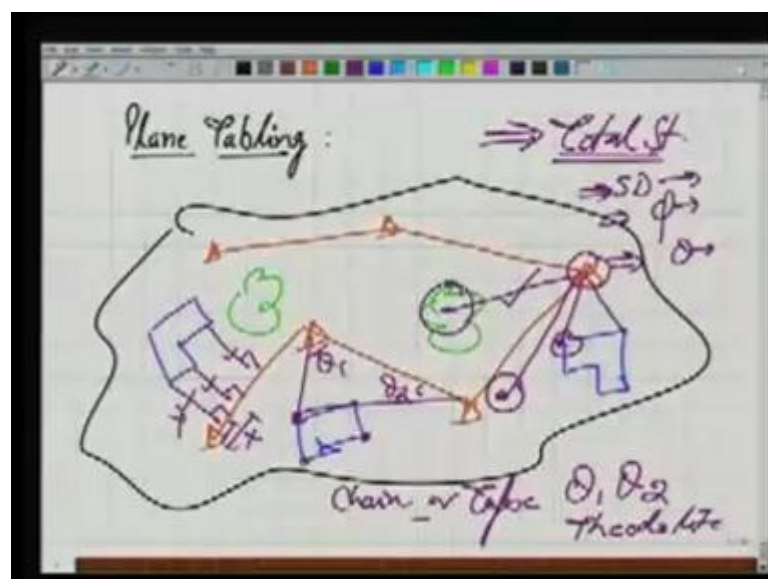 Plane Tabling :
⇒ Total St.
⇒ SD →
φ →
⇒ θ →
θ1
θ2
Chain or Tape
θ1 θ2
Theodolite